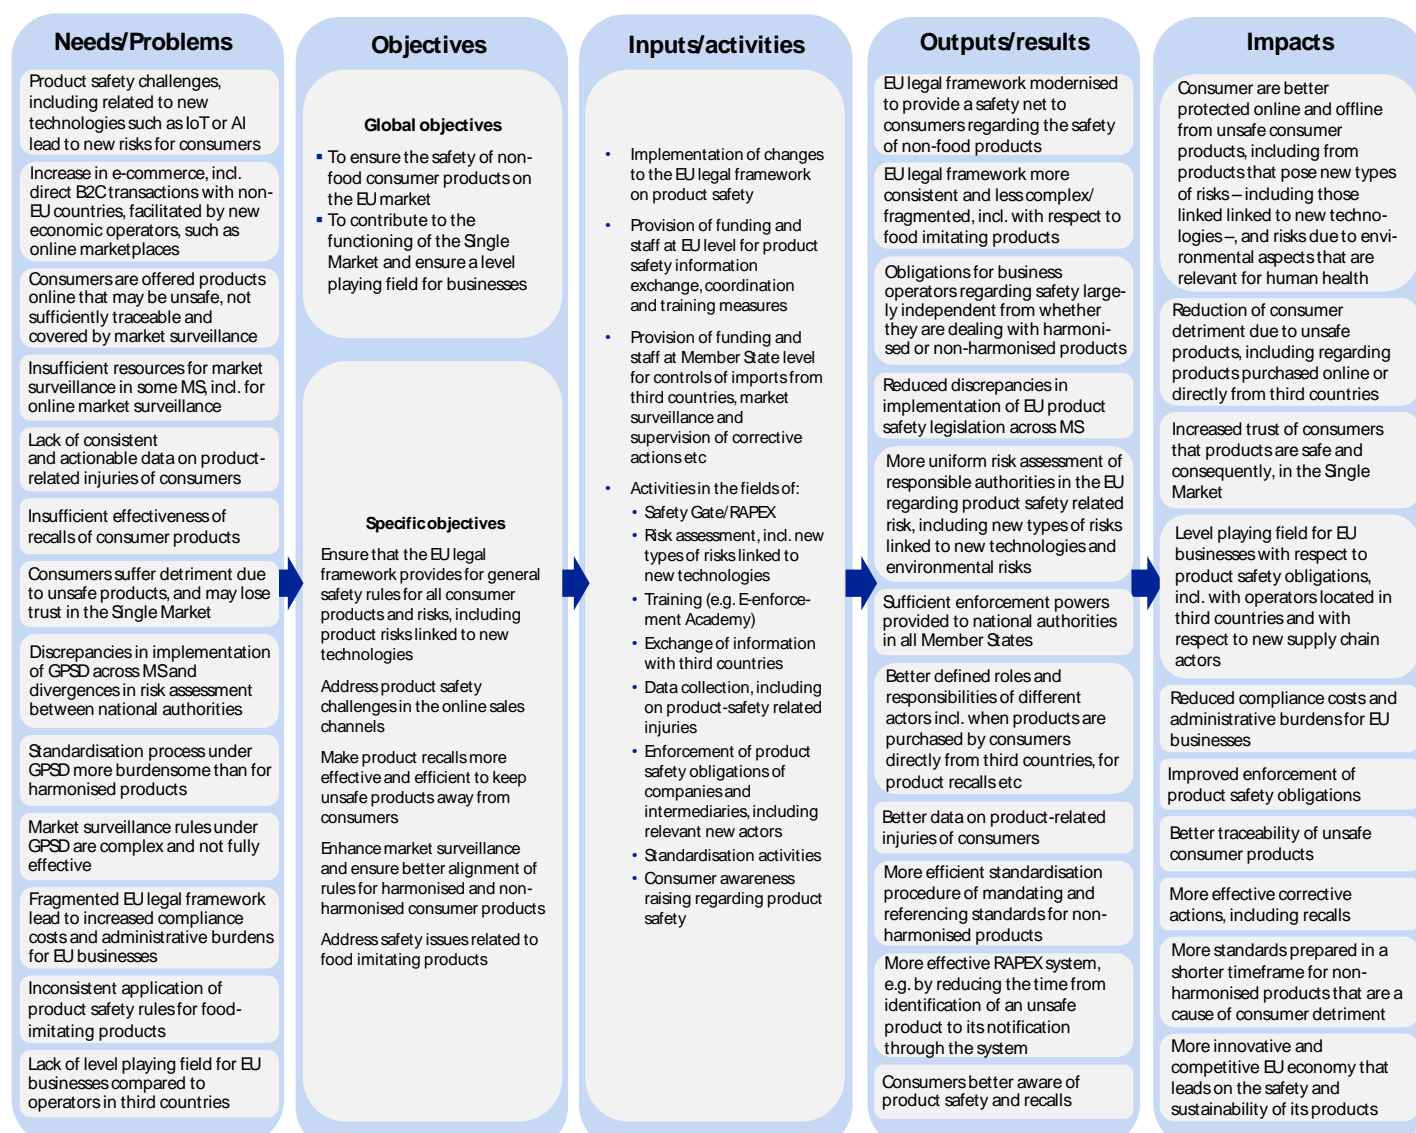 Needs/Problems
Product safety challenges,
including related to new
technologies such as IoT or AI
lead to new risks for consumers
Increase in e-commerce, incl.
direct B2C transactions with non-
EU countries, facilitated by new
economic operators, such as
online marketplaces
Consumers are offered products
online that may be unsafe, not
sufficiently traceable and
covered by market surveillance
Insufficient resources for market
surveillance in some MS, incl. for
online market surveillance
Lack of consistent
and actionable data on product-
related injuries of consumers
Insufficient effectiveness of
recalls of consumer products
Consumers suffer detriment due
to unsafe products, and may lose
trust in the Single Market
Discrepancies in implementation
of GPSD across MS and
divergences in risk assessment
between national authorities
Standardisation process under
GPSD more burdensome than for
harmonised products
Market surveillance rules under
GPSD are complex and not fully
effective
Fragmented EU legal framework
lead to increased compliance
costs and administrative burdens
for EU businesses
Inconsistent application of
product safety rules for food-
imitating products
Lack of level playing field for EU
businesses compared to
operators in third countries
Objectives
Global objectives
▪ To ensure the safety of non-
food consumer products on
the EU market
▪ To contribute to the
functioning of the Single
Market and ensure a level
playing field for businesses
Specific objectives
Ensure that the EU legal
framework provides for general
safety rules for all consumer
products and risks, including
product risks linked to new
technologies
Address product safety
challenges in the online sales
channels
Make product recalls more
effective and efficient to keep
unsafe products away from
consumers
Enhance market surveillance
and ensure better alignment of
rules for harmonised and non-
harmonised consumer products
Address safety issues related to
food imitating products
Inputs/activities
• Implementation of changes
to the EU legal framework
on product safety
• Provision of funding and
staff at EU level for product
safety information
exchange, coordination
and training measures
• Provision of funding and
staff at Member State level
for controls of imports from
third countries, market
surveillance and
supervision of corrective
actions etc
• Activities in the fields of:
• Safety Gate/RAPEX
• Risk assessment, incl. new
types of risks linked to
new technologies
• Training (e.g. E-enforce-
ment Academy)
• Exchange of information
with third countries
• Data collection, including
on product-safety related
injuries
• Enforcement of product
safety obligations of
companies and
intermediaries, including
relevant new actors
• Standardisation activities
• Consumer awareness
raising regarding product
safety
Outputs/results
EU legal framework modernised
to provide a safety net to
consumers regarding the safety
of non-food products
EU legal framework more
consistent and less complex/
fragmented, incl. with respect to
food imitating products
Obligations for business
operators regarding safety large-
ly independent from whether
they are dealing with harmoni-
sed or non-harmonised products
Reduced discrepancies in
implementation of EU product
safety legislation across MS
More uniform risk assessment of
responsible authorities in the EU
regarding product safety related
risk, including new types of risks
linked to new technologies and
environmental risks
Sufficient enforcement powers
provided to national authorities
in all Member States
Better defined roles and
responsibilities of different
actors incl. when products are
purchased by consumers
directly from third countries, for
product recalls etc
Better data on product-related
injuries of consumers
More efficient standardisation
procedure of mandating and
referencing standards for non-
harmonised products
More effective RAPEX system,
e.g. by reducing the time from
identification of an unsafe
product to its notification
through the system
Consumers better aware of
product safety and recalls
Impacts
Consumer are better
protected online and offline
from unsafe consumer
products, including from
products that pose new types
of risks – including those
linked linked to new techno-
logies –, and risks due to envi-
ronmental aspects that are
relevant for human health
Reduction of consumer
detriment due to unsafe
products, including regarding
products purchased online or
directly from third countries
Increased trust of consumers
that products are safe and
consequently, in the Single
Market
Level playing field for EU
businesses with respect to
product safety obligations,
incl. with operators located in
third countries and with
respect to new supply chain
actors
Reduced compliance costs and
administrative burdens for EU
businesses
Improved enforcement of
product safety obligations
Better traceability of unsafe
consumer products
More effective corrective
actions, including recalls
More standards prepared in a
shorter timeframe for non-
harmonised products that are a
cause of consumer detriment
More innovative and
competitive EU economy that
leads on the safety and
sustainability of its products